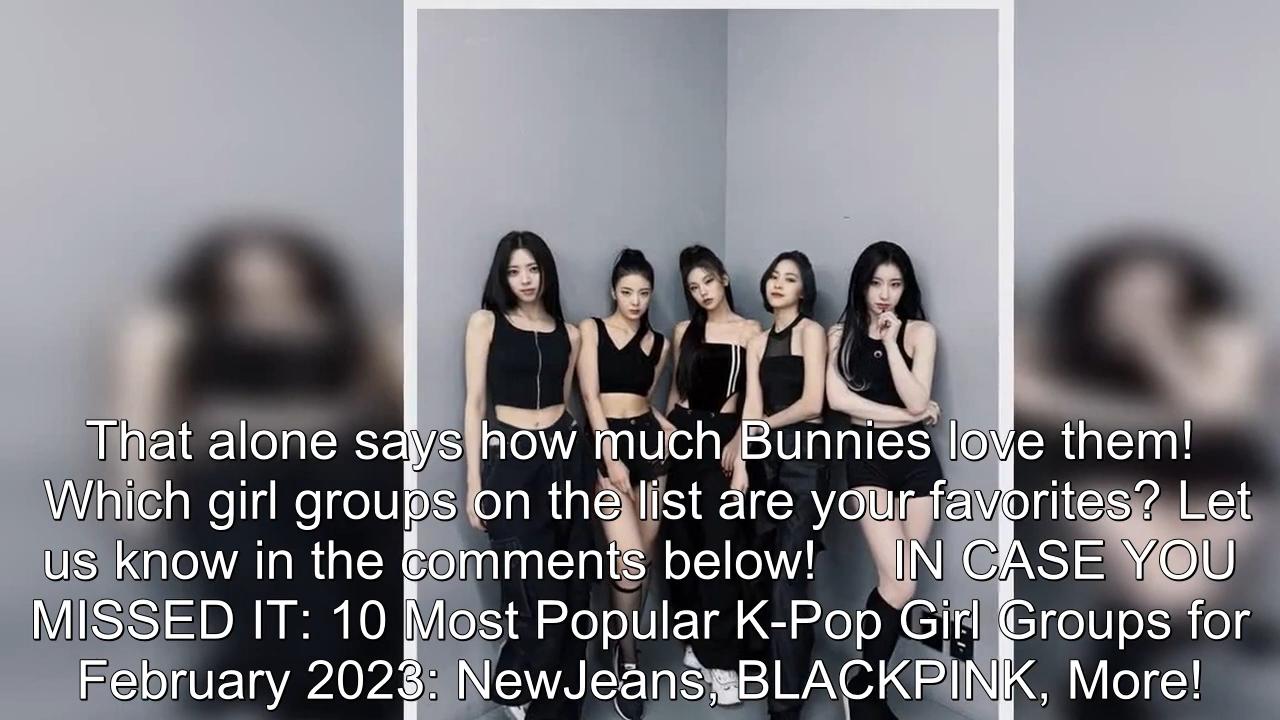 That alone says how much Bunnies love them!
Which girl groups on the list are your favorites? Let
us know in the comments below! IN CASE YOU
MISSED IT: 10 Most Popular K-Pop Girl Groups for
February 2023: NewJeans, BLACKPINK, More!